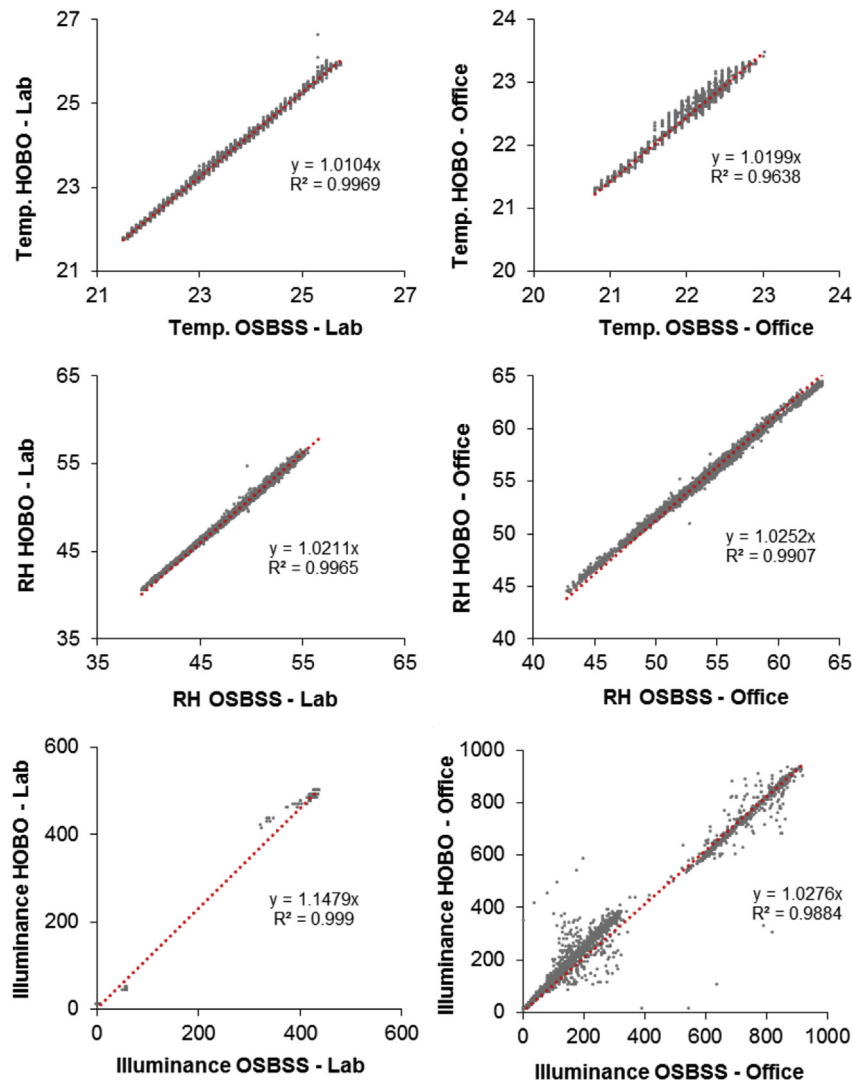 27
25
23
21
Temp. HOBO - Lab
y = 1.0104x
R² = 0.9969
21 23 25 27
Temp. OSBSS - Lab
24
23
22
21
20
Temp. HOBO - Office
y = 1.0199x
R² = 0.9638
20 21 22 23 24
Temp. OSBSS - Office
65
55
45
35
RH HOBO - Lab
y = 1.0211x
R² = 0.9965
35 45 55 65
RH OSBSS - Lab
65
60
55
50
45
40
RH HOBO - Office
y = 1.0252x
R² = 0.9907
40 45 50 55 60 65
RH OSBSS - Office
600
400
200
0
Illuminance HOBO - Lab
y = 1.1479x
R² = 0.999
0 200 400 600
Illuminance OSBSS - Lab
1000
800
600
400
200
0
Illuminance HOBO - Office
y = 1.0276x
R² = 0.9884
0 200 400 600 800 1000
Illuminance OSBSS - Office